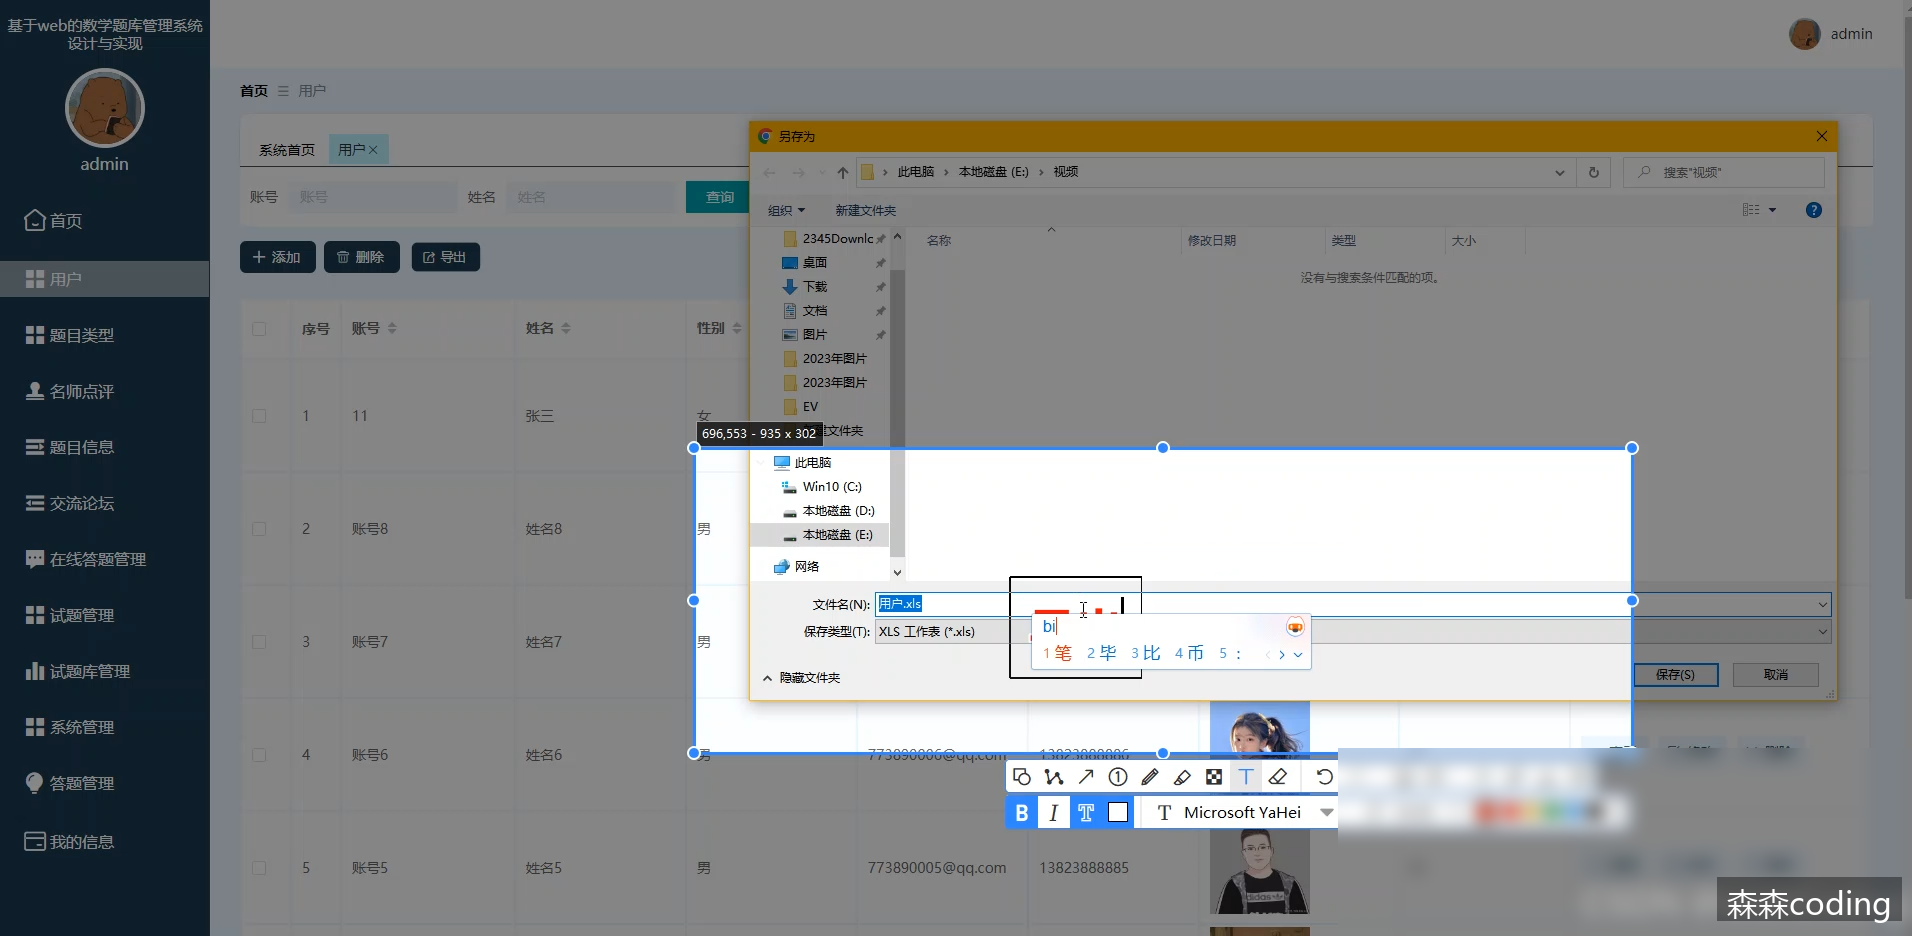 基于web的数学题库管理系统
设计与实现
admin
首页
用户
题目类型
名师点评
题目信息
交流论坛
在线答题管理
试题管理
试题库管理
系统管理
答题管理
我的信息
admin
首页 用户
系统首页 用户
账号 账号 姓名 姓名 查询
添加 删除 导出
序号 账号 姓名 性别
1 11 张三 女
2 账号8 姓名8 男
3 账号7 姓名7 男
4 账号6 姓名6 男 773890006@qq.com 13823888886
5 账号5 姓名5 男 773890005@qq.com 13823888885
另存为
此电脑 › 本地磁盘 (E:) › 视频
搜索"视频"
组织 新建文件夹
名称 修改日期 类型 大小
没有与搜索条件匹配的项。
2345Downlc
桌面
下载
文档
图片
2023年图片
2023年图片
EV
建文件夹
696,553 - 935 x 302
此电脑
Win10 (C:)
本地磁盘 (D:)
本地磁盘 (E:)
网络
文件名(N): 用户.xls
保存类型(T): XLS 工作表 (*.xls)
bi
1 笔 2 毕 3 比 4 币 5 :
隐藏文件夹
保存(S) 取消
B I T T Microsoft YaHei
森森coding